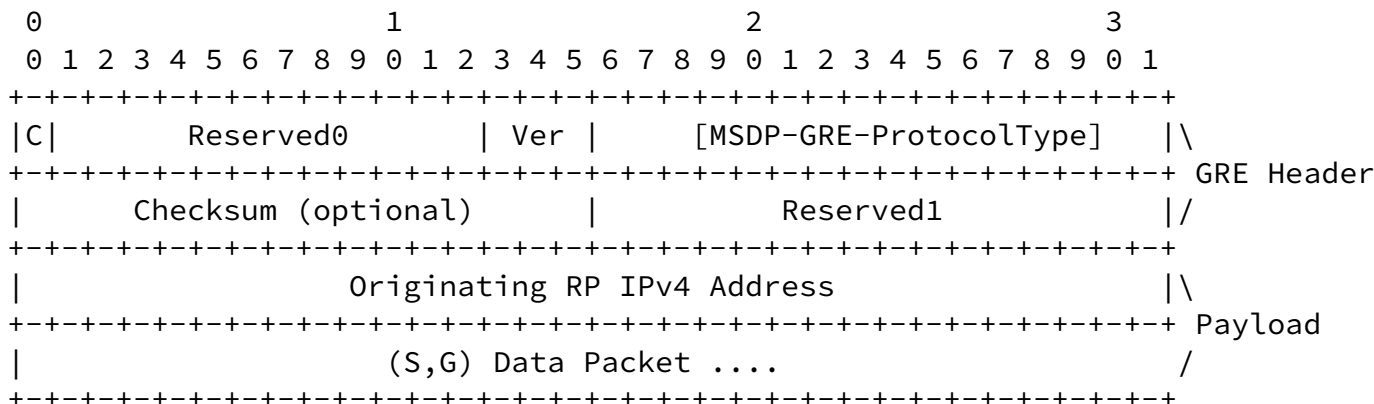 0                   1                   2                   3
 0 1 2 3 4 5 6 7 8 9 0 1 2 3 4 5 6 7 8 9 0 1 2 3 4 5 6 7 8 9 0 1
+-+-+-+-+-+-+-+-+-+-+-+-+-+-+-+-+-+-+-+-+-+-+-+-+-+-+-+-+-+-+-+-+
|C|       Reserved0       | Ver |     [MSDP-GRE-ProtocolType]   |\
+-+-+-+-+-+-+-+-+-+-+-+-+-+-+-+-+-+-+-+-+-+-+-+-+-+-+-+-+-+-+-+-+ GRE Header
|      Checksum (optional)      |          Reserved1            |/
+-+-+-+-+-+-+-+-+-+-+-+-+-+-+-+-+-+-+-+-+-+-+-+-+-+-+-+-+-+-+-+-+
|                  Originating RP IPv4 Address                  |\
+-+-+-+-+-+-+-+-+-+-+-+-+-+-+-+-+-+-+-+-+-+-+-+-+-+-+-+-+-+-+-+-+ Payload
|                    (S,G) Data Packet ....                      /
+-+-+-+-+-+-+-+-+-+-+-+-+-+-+-+-+-+-+-+-+-+-+-+-+-+-+-+-+-+-+-+-+